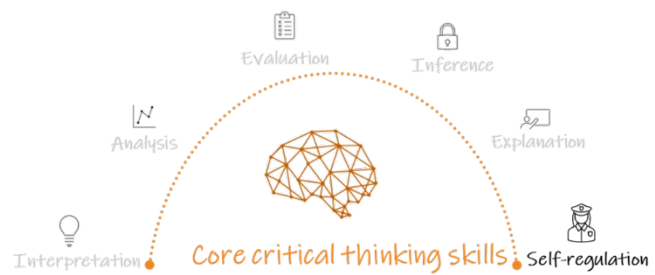 Evaluation
Inference
Analysis
Explanation
Interpretation
Core critical thinking skills
Self-regulation